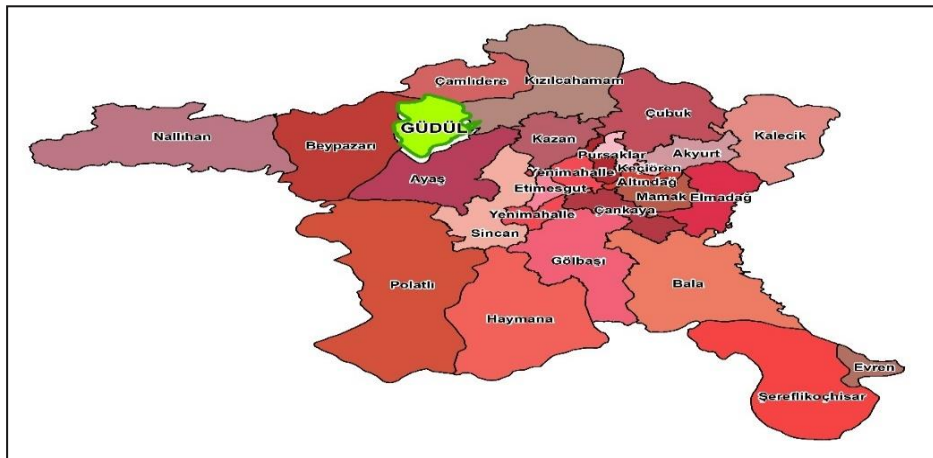 Çamlıdere
Kızılcahamam
Çubuk
GÜDÜL
Nallıhan
Beypazarı
Kazan
Kalecik
Pursaklar
Akyurt
Ayaş
Yenimahalle
Keçiören
Etimesgut
Altındağ
Mamak
Elmadağ
Yenimahalle
Çankaya
Sincan
Gölbaşı
Polatlı
Bala
Haymana
Evren
Şereflikoçhisar